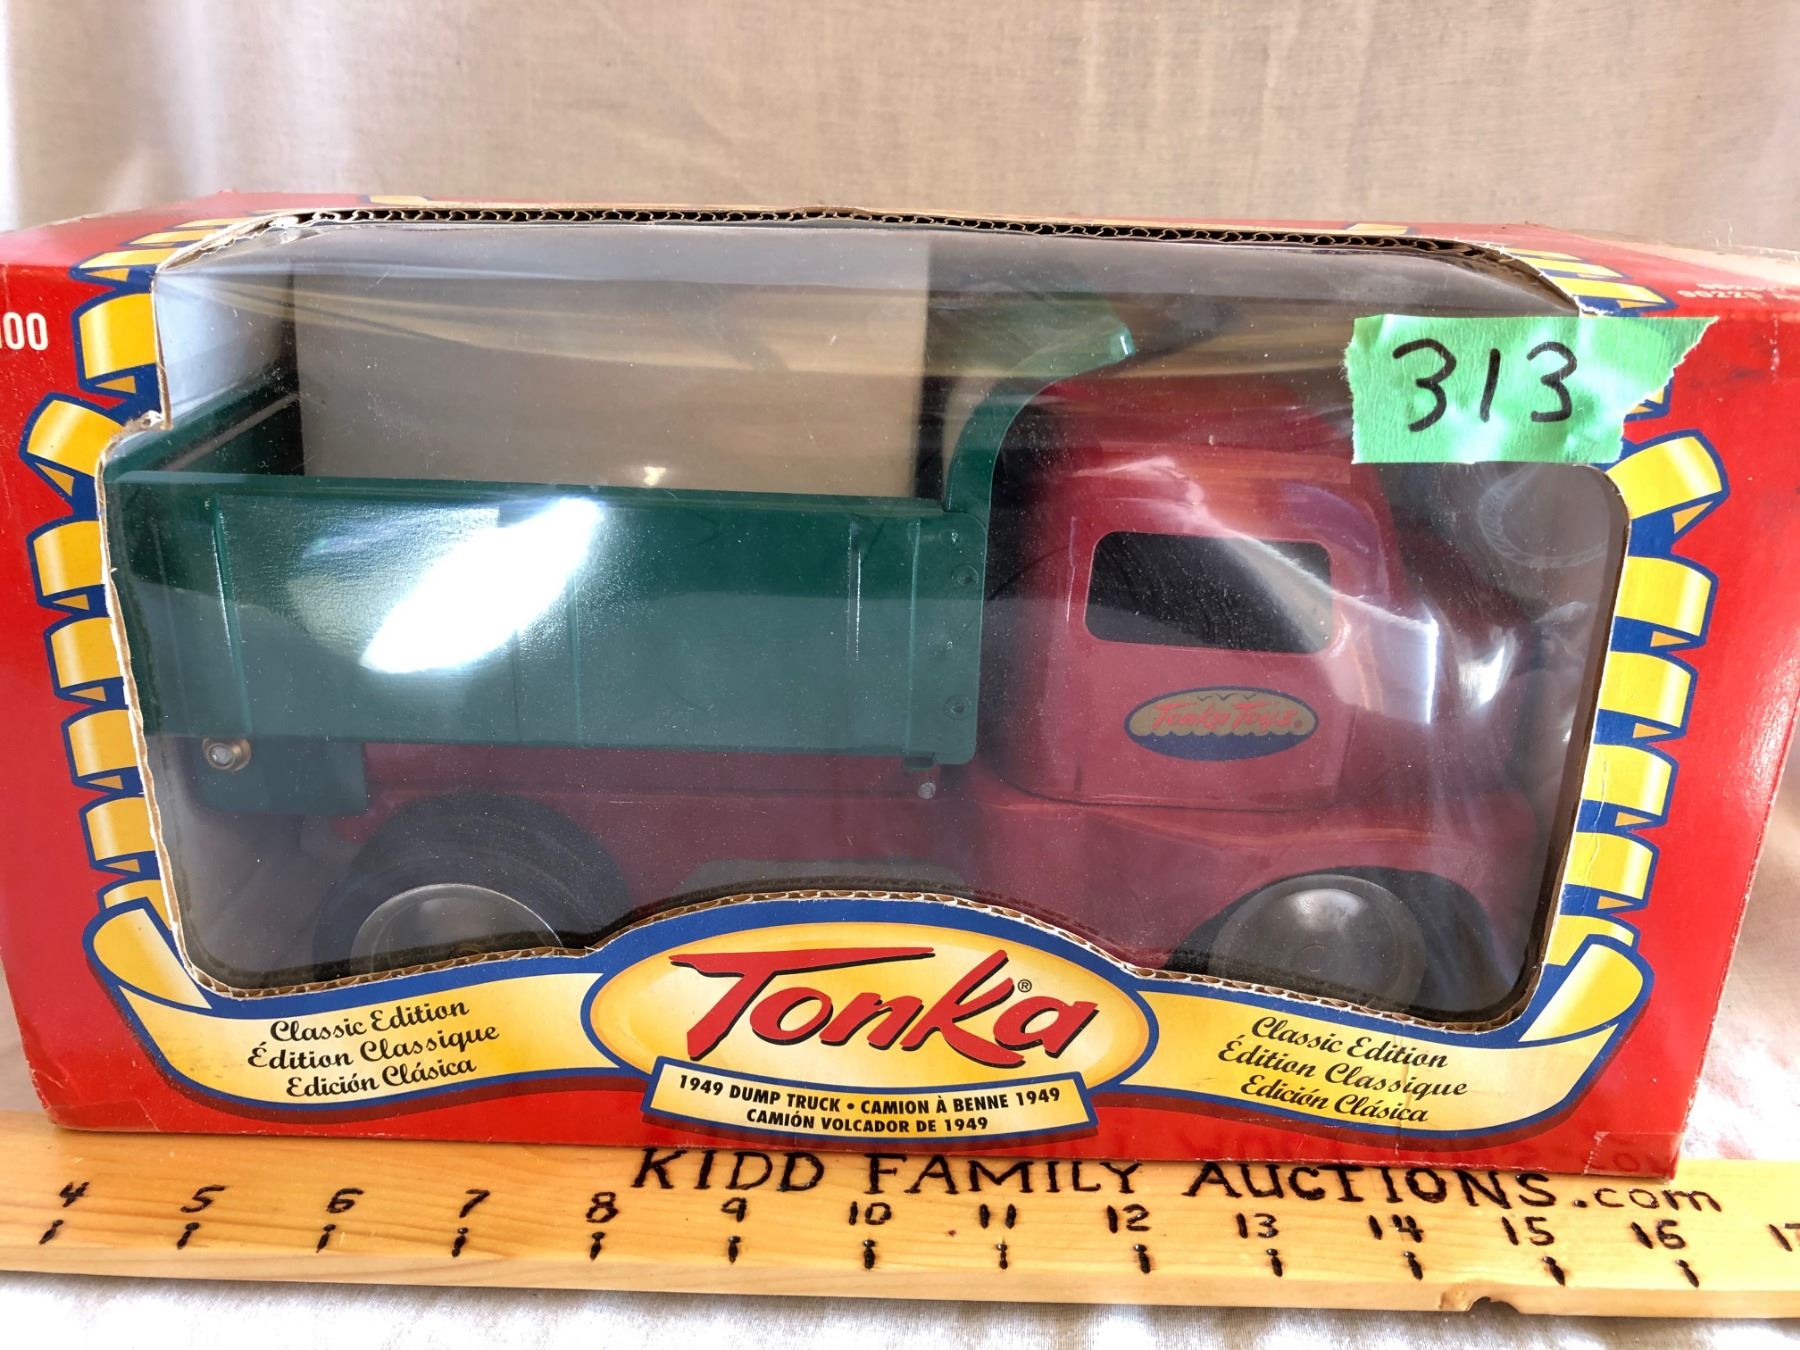 00
313
Tonka Toys®
Tonka®
Classic Edition
Édition Classique
Edición Clásica
1949 DUMP TRUCK • CAMION À BENNE 1949
CAMIÓN VOLCADOR DE 1949
Classic Edition
Édition Classique
Edición Clásica
KIDD FAMILY AUCTIONS.com
4 5 6 7 8 9 10 11 12 13 14 15 16 17